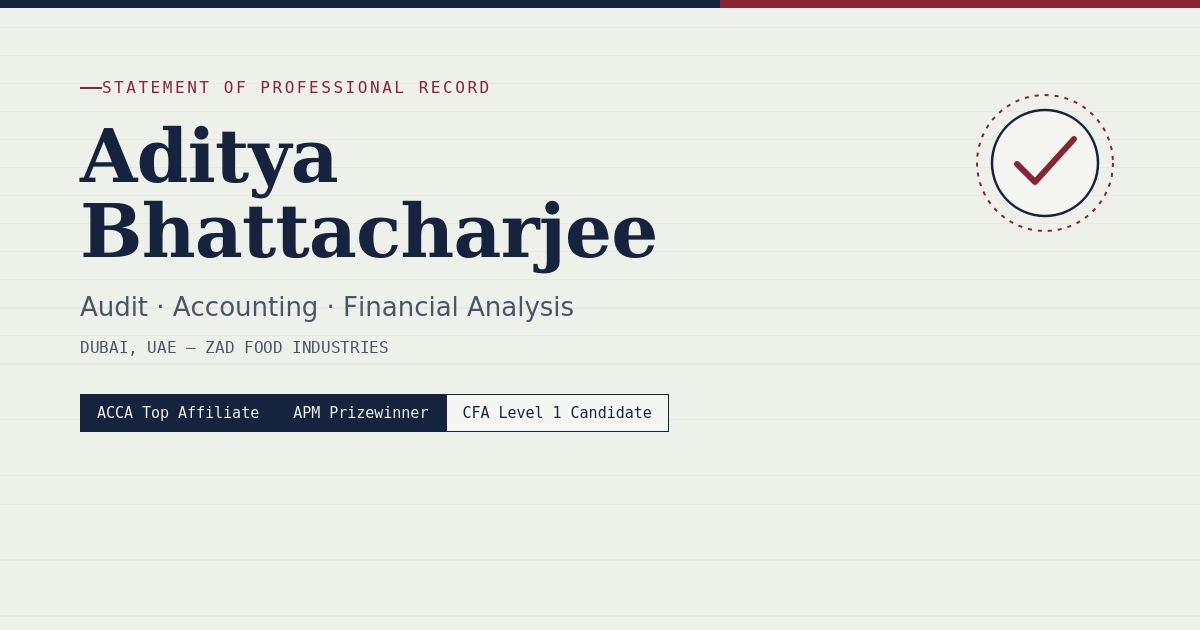 STATEMENT OF PROFESSIONAL RECORD
Aditya
Bhattacharjee
Audit · Accounting · Financial Analysis
DUBAI, UAE — ZAD FOOD INDUSTRIES
ACCA Top Affiliate APM Prizewinner CFA Level 1 Candidate